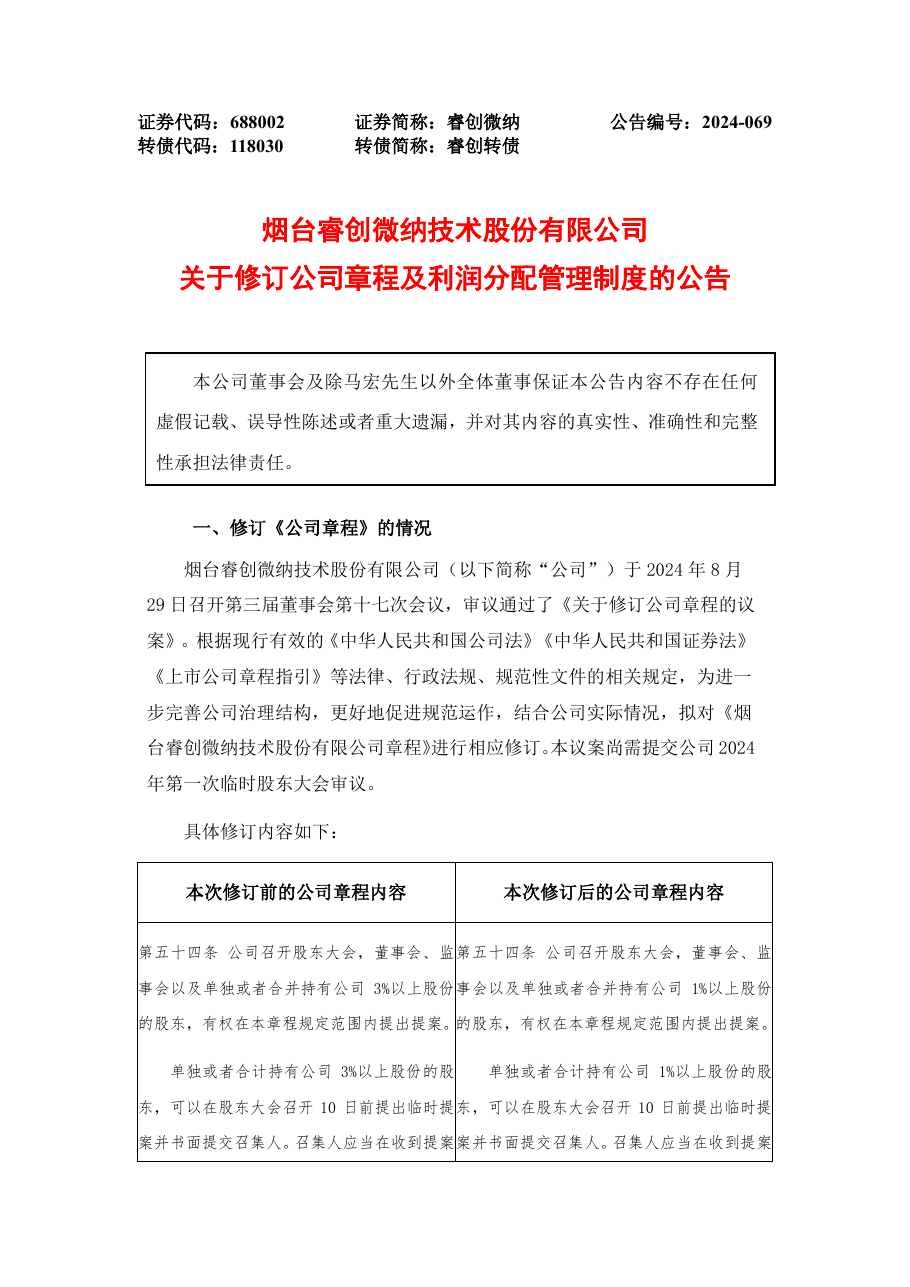 证券代码：688002 证券简称：睿创微纳 公告编号：2024-069
转债代码：118030 转债简称：睿创转债
烟台睿创微纳技术股份有限公司
关于修订公司章程及利润分配管理制度的公告
本公司董事会及除马宏先生以外全体董事保证本公告内容不存在任何
虚假记载、误导性陈述或者重大遗漏，并对其内容的真实性、准确性和完整
性承担法律责任。
一、修订《公司章程》的情况
烟台睿创微纳技术股份有限公司（以下简称“公司”）于 2024 年 8 月
29 日召开第三届董事会第十七次会议，审议通过了《关于修订公司章程的议
案》。根据现行有效的《中华人民共和国公司法》《中华人民共和国证券法》
《上市公司章程指引》等法律、行政法规、规范性文件的相关规定，为进一
步完善公司治理结构，更好地促进规范运作，结合公司实际情况，拟对《烟
台睿创微纳技术股份有限公司章程》进行相应修订。本议案尚需提交公司 2024
年第一次临时股东大会审议。
具体修订内容如下：
本次修订前的公司章程内容
第五十四条 公司召开股东大会，董事会、监
事会以及单独或者合并持有公司 3%以上股份
的股东，有权在本章程规定范围内提出提案。
单独或者合计持有公司 3%以上股份的股
东，可以在股东大会召开 10 日前提出临时提
案并书面提交召集人。召集人应当在收到提案
本次修订后的公司章程内容
第五十四条 公司召开股东大会，董事会、监
事会以及单独或者合并持有公司 1%以上股份
的股东，有权在本章程规定范围内提出提案。
单独或者合计持有公司 1%以上股份的股
东，可以在股东大会召开 10 日前提出临时提
案并书面提交召集人。召集人应当在收到提案